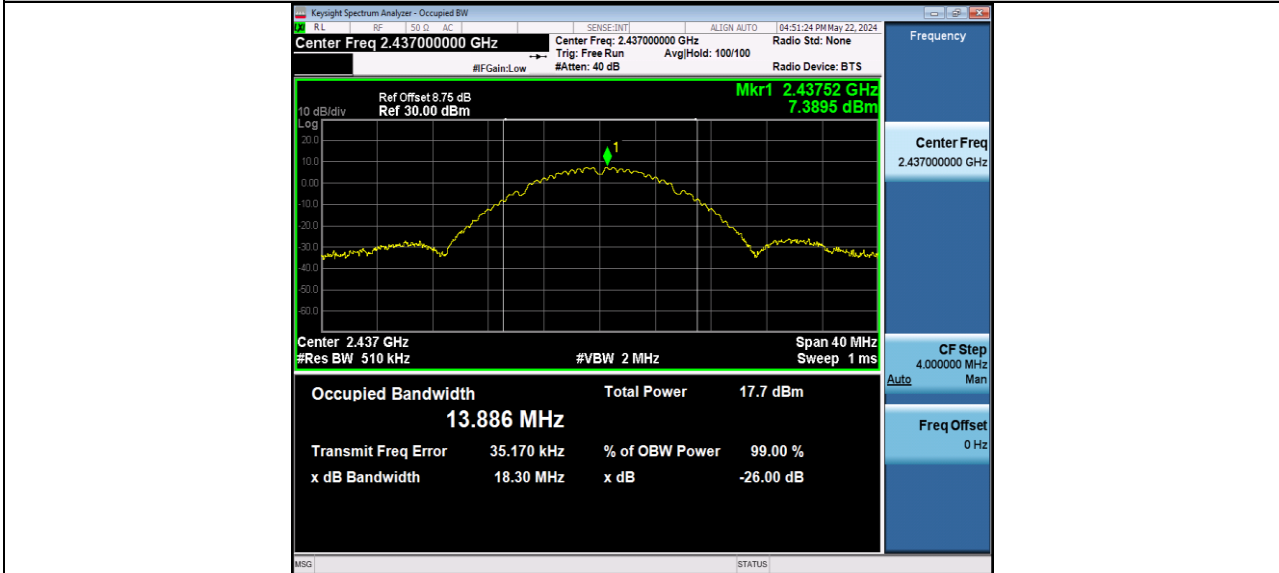 Keysight Spectrum Analyzer - Occupied BW
RL RF 50 Ω AC SENSE:INT ALIGN AUTO 04:51:24 PM May 22, 2024
Center Freq 2.437000000 GHz
Center Freq: 2.437000000 GHz Radio Std: None
Trig: Free Run Avg|Hold: 100/100
#IFGain:Low #Atten: 40 dB Radio Device: BTS
Ref Offset 8.75 dB
10 dB/div Ref 30.00 dBm
Mkr1 2.43752 GHz
7.3895 dBm
Log
20.0
10.0
0.00
-10.0
-20.0
-30.0
-40.0
-50.0
-60.0
1
Center 2.437 GHz Span 40 MHz
#Res BW 510 kHz #VBW 2 MHz Sweep 1 ms
Occupied Bandwidth Total Power 17.7 dBm
13.886 MHz
Transmit Freq Error 35.170 kHz % of OBW Power 99.00 %
x dB Bandwidth 18.30 MHz x dB -26.00 dB
MSG STATUS
Frequency
Center Freq
2.437000000 GHz
CF Step
4.000000 MHz
Auto Man
Freq Offset
0 Hz